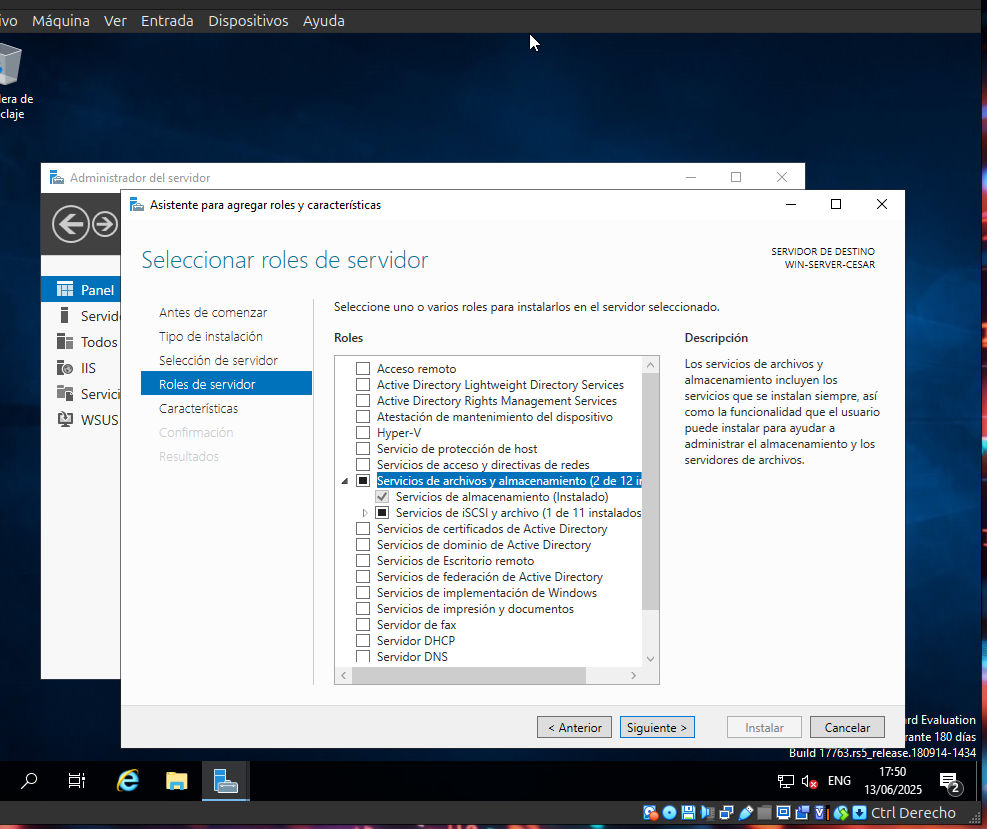 vo Máquina Ver Entrada Dispositivos Ayuda
era de
claje
Administrador del servidor
Asistente para agregar roles y características
Seleccionar roles de servidor
SERVIDOR DE DESTINO
WIN-SERVER-CESAR
Panel
Servid
Todos
IIS
Servici
WSUS
Antes de comenzar
Tipo de instalación
Selección de servidor
Roles de servidor
Características
Confirmación
Resultados
Seleccione uno o varios roles para instalarlos en el servidor seleccionado.
Roles
Acceso remoto
Active Directory Lightweight Directory Services
Active Directory Rights Management Services
Atestación de mantenimiento del dispositivo
Hyper-V
Servicio de protección de host
Servicios de acceso y directivas de redes
Servicios de archivos y almacenamiento (2 de 12 in
Servicios de almacenamiento (Instalado)
Servicios de iSCSI y archivo (1 de 11 instalados
Servicios de certificados de Active Directory
Servicios de dominio de Active Directory
Servicios de Escritorio remoto
Servicios de federación de Active Directory
Servicios de implementación de Windows
Servicios de impresión y documentos
Servidor de fax
Servidor DHCP
Servidor DNS
Descripción
Los servicios de archivos y
almacenamiento incluyen los
servicios que se instalan siempre, así
como la funcionalidad que el usuario
puede instalar para ayudar a
administrar el almacenamiento y los
servidores de archivos.
< Anterior
Siguiente >
Instalar
Cancelar
rd Evaluation
rante 180 días
Build 17763.rs5_release.180914-1434
ENG
17:50
13/06/2025
2
Ctrl Derecho